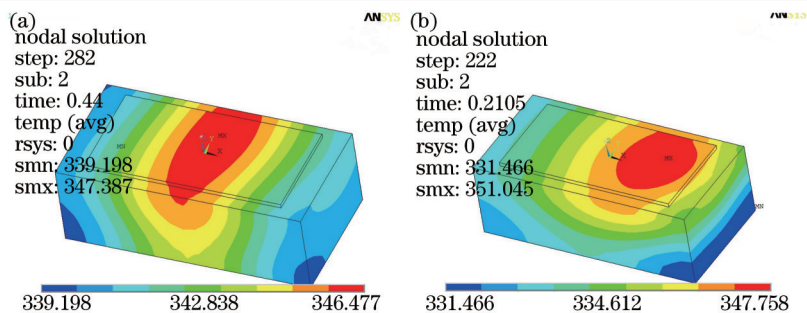 (a)
ANSYS
nodal solution
step: 282
sub: 2
time: 0.44
temp (avg)
rsys: 0
smn: 339.198
smx: 347.387
MX
MN
Y
X
339.198 342.838 346.477
(b)
nodal solution
step: 222
sub: 2
time: 0.2105
temp (avg)
rsys: 0
smn: 331.466
smx: 351.045
MX
X
MN
331.466 334.612 347.758